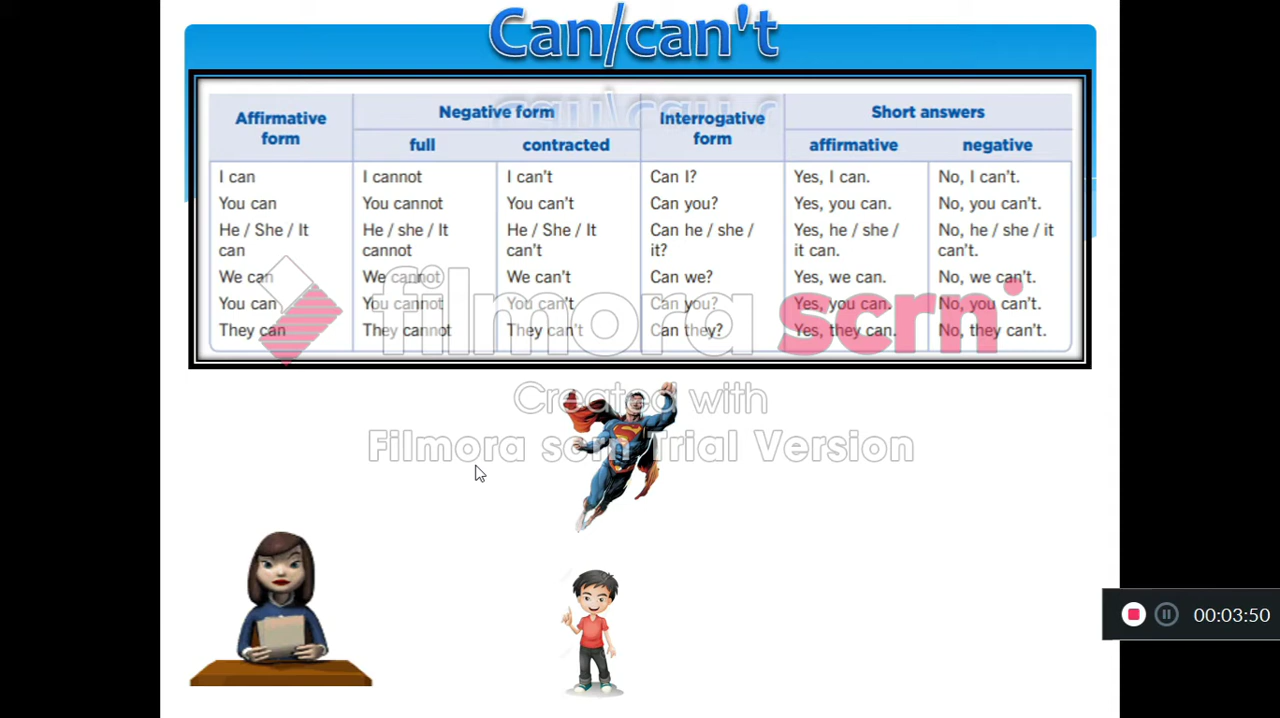 Can/can't
Affirmative form
Negative form
Interrogative form
Short answers
full
contracted
affirmative
negative
I can
I cannot
I can't
Can I?
Yes, I can.
No, I can't.
You can
You cannot
You can't
Can you?
Yes, you can.
No, you can't.
He / She / It can
He / she / It cannot
He / She / It can't
Can he / she / it?
Yes, he / she / it can.
No, he / she / it can't.
We can
We cannot
We can't
Can we?
Yes, we can.
No, we can't.
You can
You cannot
You can't
Can you?
Yes, you can.
No, you can't.
They can
They cannot
They can't
Can they?
Yes, they can.
No, they can't.
filmora scrn
Created with
Filmora scrn Trial Version
00:03:50